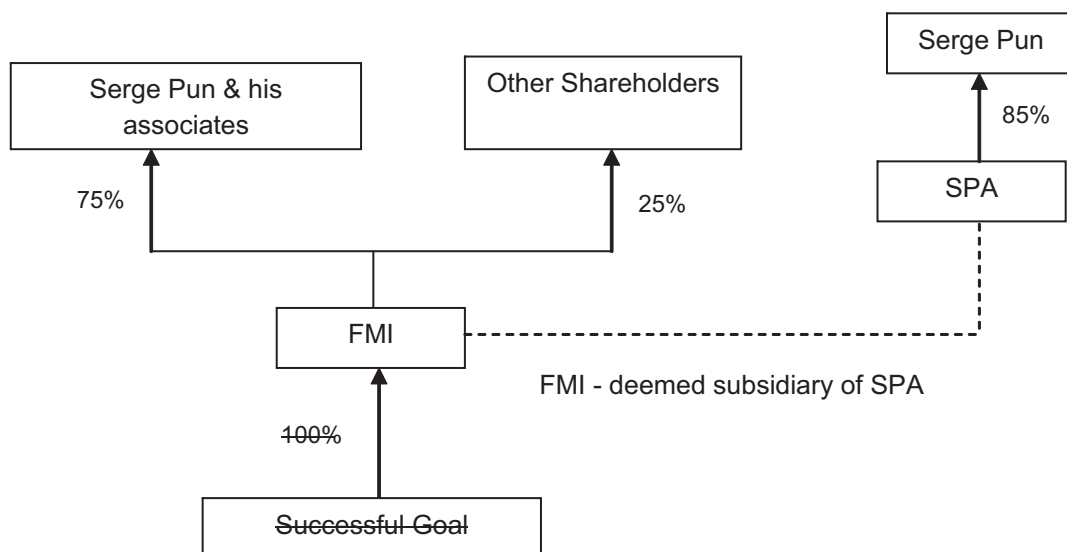 Serge Pun
Serge Pun & his
associates
Other Shareholders
85%
SPA
75%
25%
FMI
FMI - deemed subsidiary of SPA
100%
Successful Goal